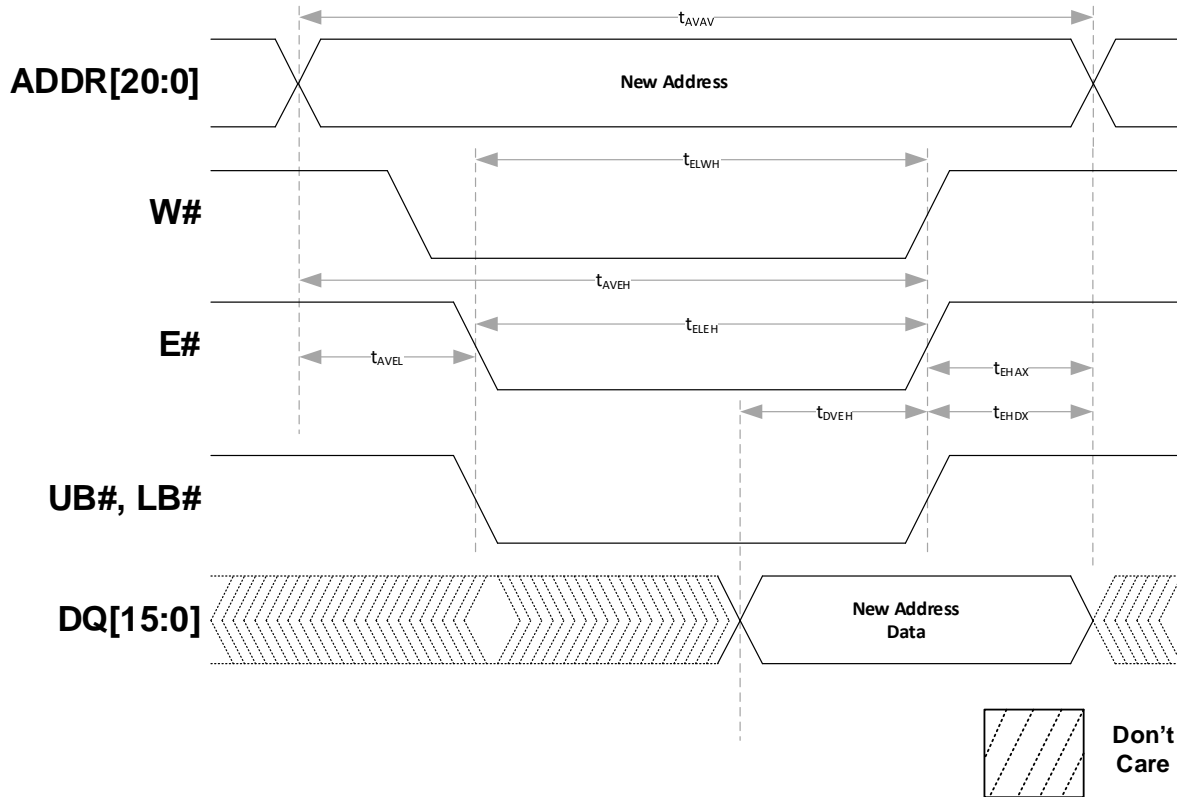 tAVAV
ADDR[20:0]
New Address
tELWH
W#
tAVEH
tELEH
E#
tAVEL
tEHAX
tDVEH
tEHDX
UB#, LB#
DQ[15:0]
New Address
Data
Don't
Care